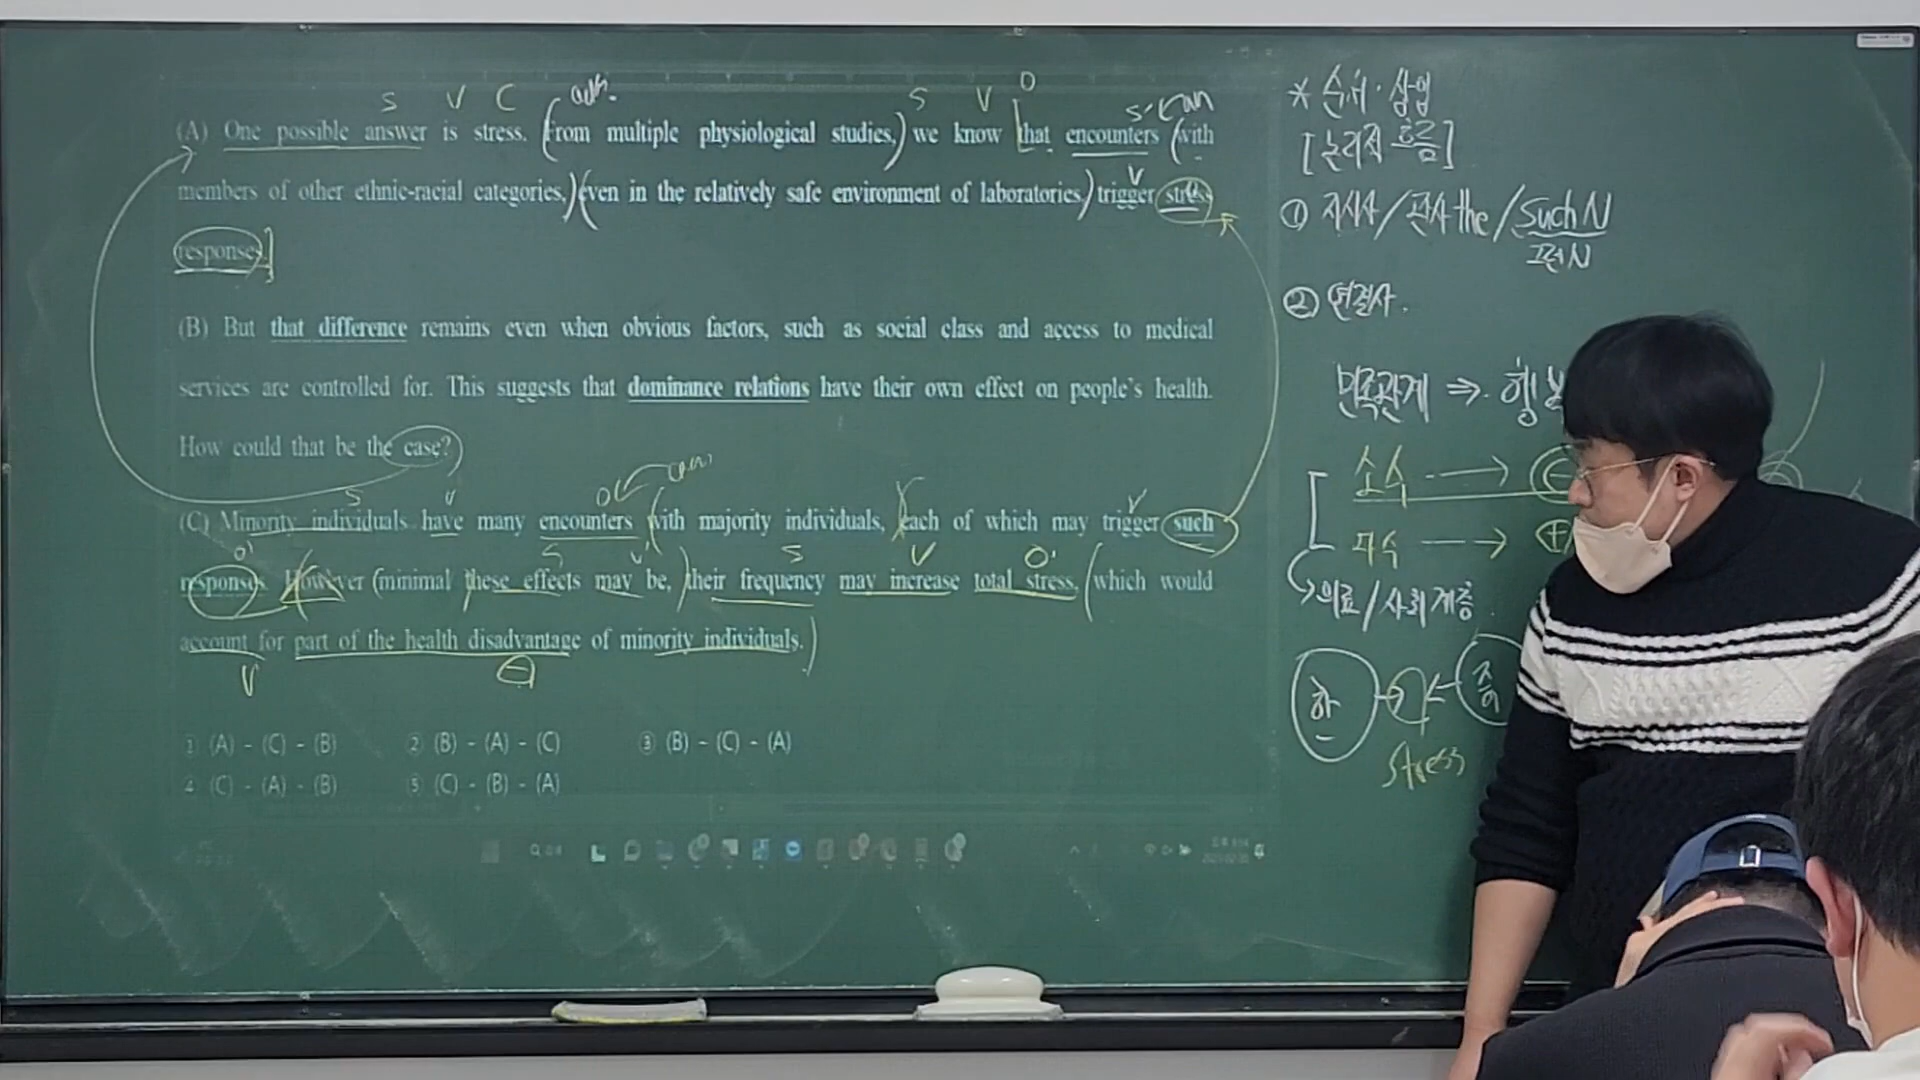 S V C adv. S V O S' can
(A) One possible answer is stress. From multiple physiological studies, we know that encounters with
members of other ethnic-racial categories, even in the relatively safe environment of laboratories, trigger stress
V
responses.
(B) But that difference remains even when obvious factors, such as social class and access to medical
services are controlled for. This suggests that dominance relations have their own effect on people's health.
How could that be the case?
S V O V
(C) Minority individuals have many encounters with majority individuals, each of which may trigger such
O' S V' S V O'
responses. However minimal these effects may be, their frequency may increase total stress, which would
account for part of the health disadvantage of minority individuals.
V ⊖
① (A) - (C) - (B) ② (B) - (A) - (C) ③ (B) - (C) - (A)
④ (C) - (A) - (B) ⑤ (C) - (B) - (A)
* 순서·삽입
[논리적 흐름]
① 지시사/관사 the/such N
그런 N
② 연결사.
민족관계 ⇒
소수 →
다수 → ⊕
의료/사회계층
한 중
stress